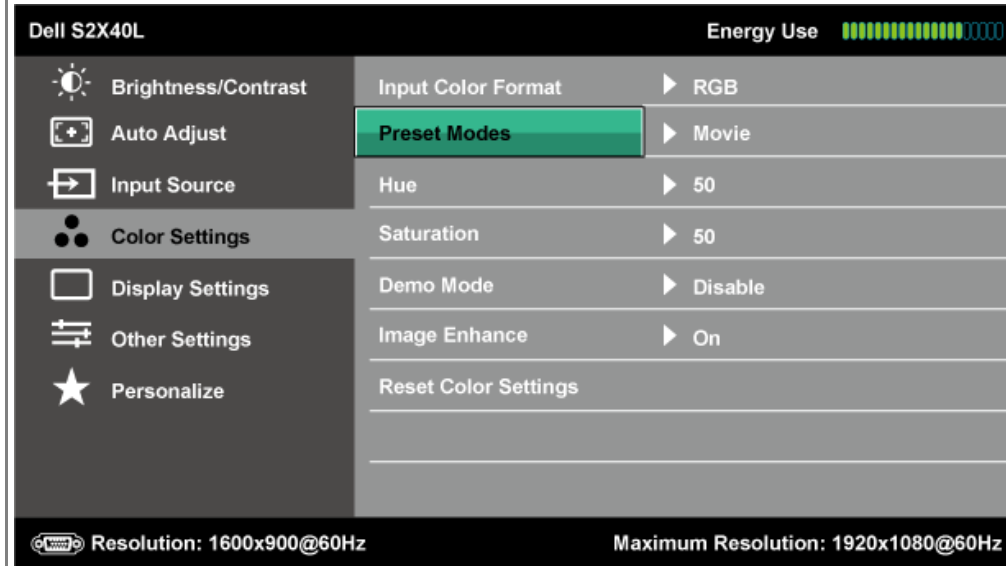 Dell S2X40L Energy Use
Brightness/Contrast Input Color Format RGB
Auto Adjust Preset Modes Movie
Input Source Hue 50
Color Settings Saturation 50
Display Settings Demo Mode Disable
Other Settings Image Enhance On
Personalize Reset Color Settings
Resolution: 1600x900@60Hz Maximum Resolution: 1920x1080@60Hz